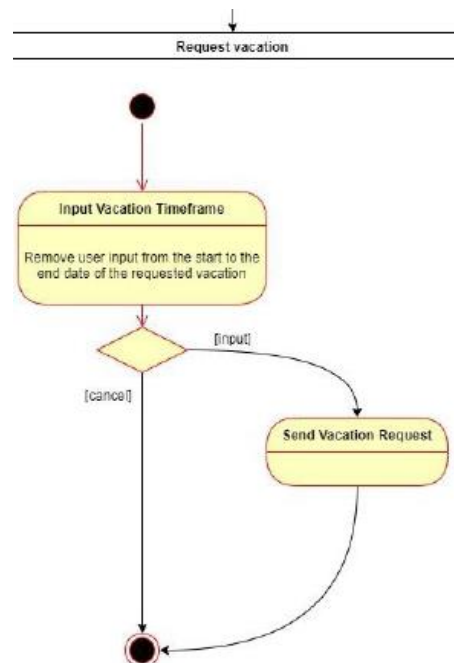 Request vacation
Input Vacation Timeframe
Remove user input from the start to the
end date of the requested vacation
[input]
[cancel]
Send Vacation Request